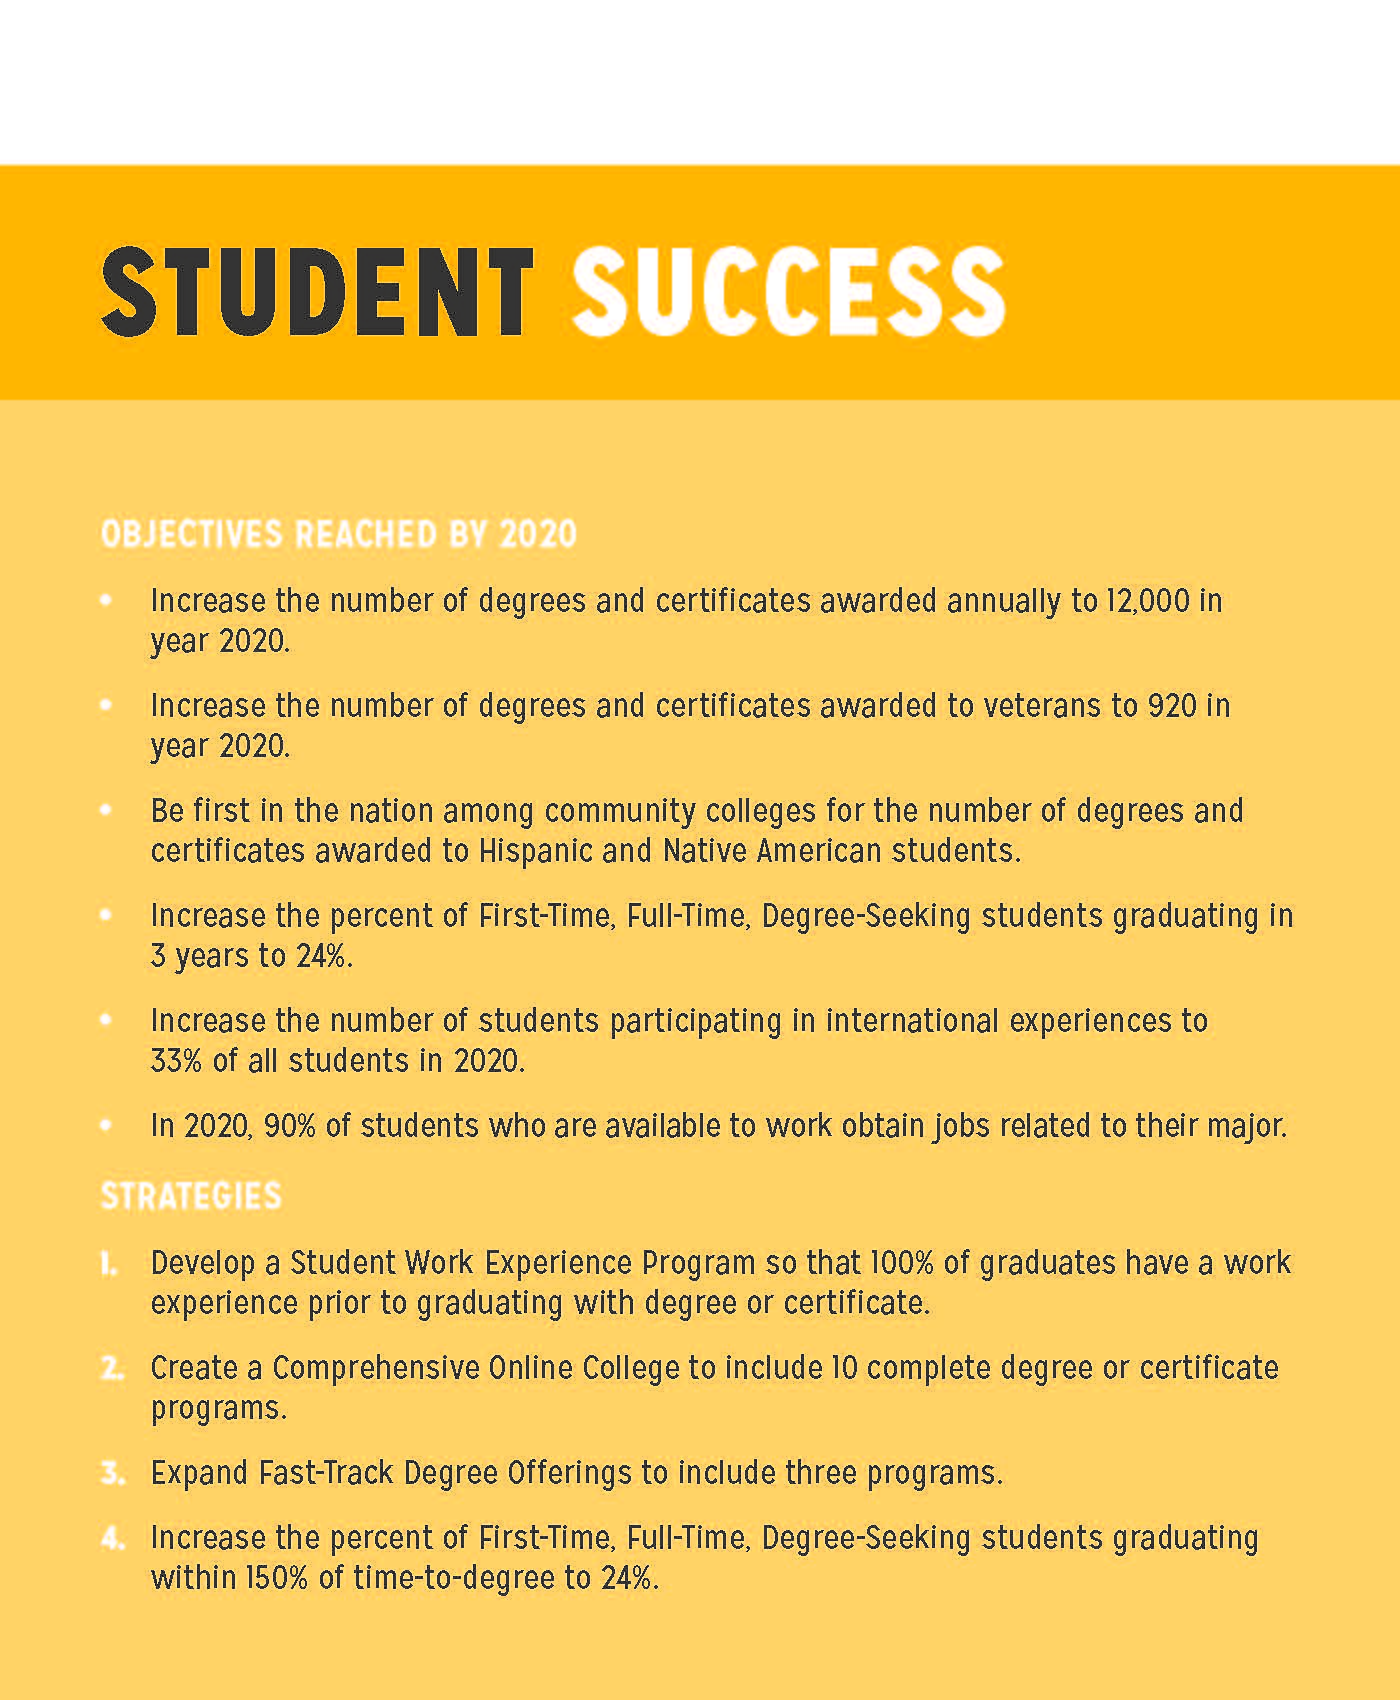 STUDENT SUCCESS
OBJECTIVES REACHED BY 2020
• Increase the number of degrees and certificates awarded annually to 12,000 in
year 2020.
• Increase the number of degrees and certificates awarded to veterans to 920 in
year 2020.
• Be first in the nation among community colleges for the number of degrees and
certificates awarded to Hispanic and Native American students.
• Increase the percent of First-Time, Full-Time, Degree-Seeking students graduating in
3 years to 24%.
• Increase the number of students participating in international experiences to
33% of all students in 2020.
• In 2020, 90% of students who are available to work obtain jobs related to their major.
STRATEGIES
1. Develop a Student Work Experience Program so that 100% of graduates have a work
experience prior to graduating with degree or certificate.
2. Create a Comprehensive Online College to include 10 complete degree or certificate
programs.
3. Expand Fast-Track Degree Offerings to include three programs.
4. Increase the percent of First-Time, Full-Time, Degree-Seeking students graduating
within 150% of time-to-degree to 24%.